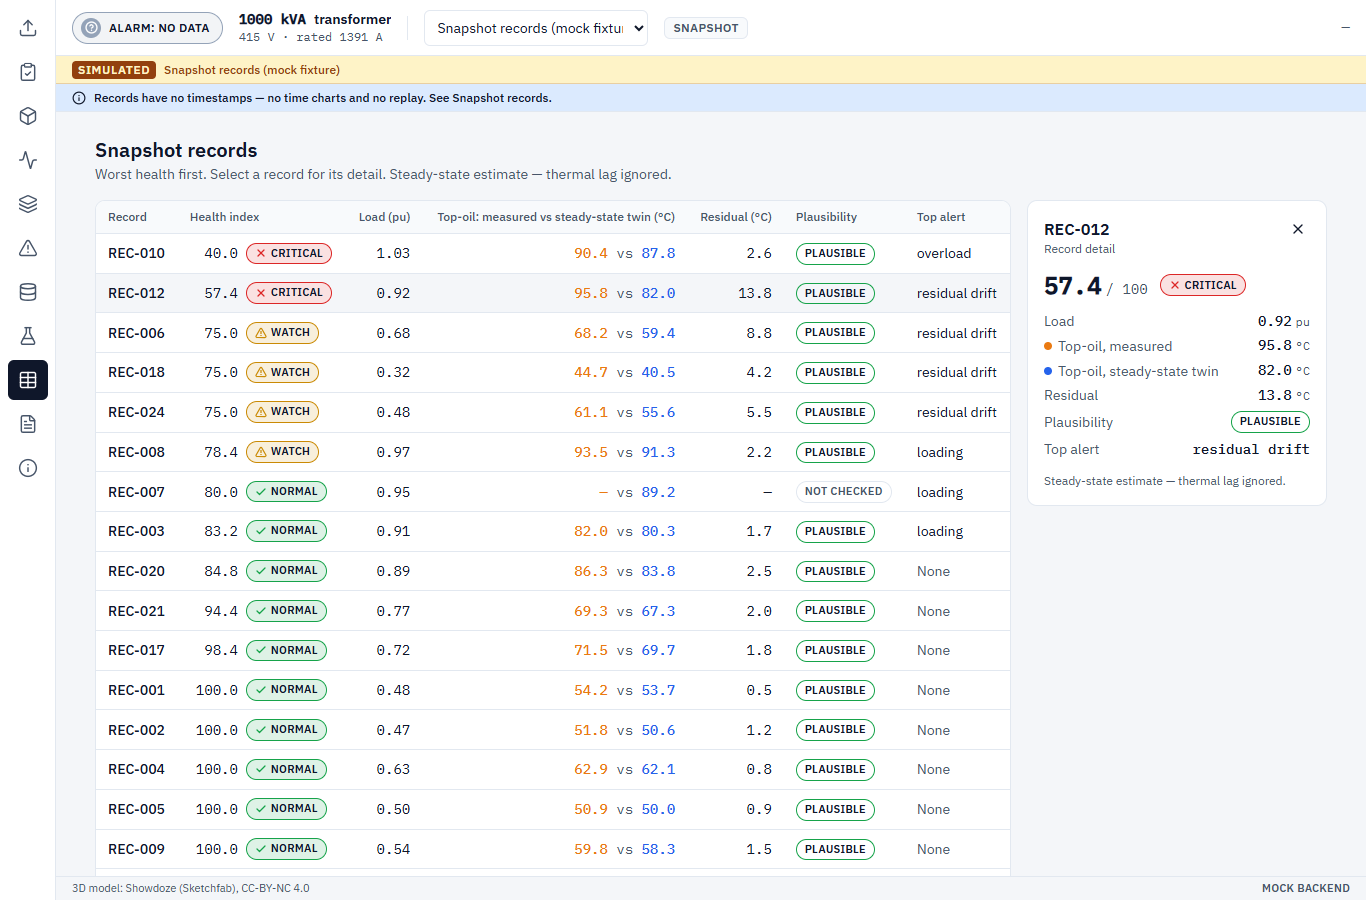 ALARM: NO DATA
1000 kVA transformer
415 V · rated 1391 A
Snapshot records (mock fixtu
SNAPSHOT
—
SIMULATED Snapshot records (mock fixture)
Records have no timestamps — no time charts and no replay. See Snapshot records.
Snapshot records
Worst health first. Select a record for its detail. Steady-state estimate — thermal lag ignored.
Record Health index Load (pu) Top-oil: measured vs steady-state twin (°C) Residual (°C) Plausibility Top alert
REC-010 40.0 CRITICAL 1.03 90.4 vs 87.8 2.6 PLAUSIBLE overload
REC-012 57.4 CRITICAL 0.92 95.8 vs 82.0 13.8 PLAUSIBLE residual drift
REC-006 75.0 WATCH 0.68 68.2 vs 59.4 8.8 PLAUSIBLE residual drift
REC-018 75.0 WATCH 0.32 44.7 vs 40.5 4.2 PLAUSIBLE residual drift
REC-024 75.0 WATCH 0.48 61.1 vs 55.6 5.5 PLAUSIBLE residual drift
REC-008 78.4 WATCH 0.97 93.5 vs 91.3 2.2 PLAUSIBLE loading
REC-007 80.0 NORMAL 0.95 — vs 89.2 — NOT CHECKED loading
REC-003 83.2 NORMAL 0.91 82.0 vs 80.3 1.7 PLAUSIBLE loading
REC-020 84.8 NORMAL 0.89 86.3 vs 83.8 2.5 PLAUSIBLE None
REC-021 94.4 NORMAL 0.77 69.3 vs 67.3 2.0 PLAUSIBLE None
REC-017 98.4 NORMAL 0.72 71.5 vs 69.7 1.8 PLAUSIBLE None
REC-001 100.0 NORMAL 0.48 54.2 vs 53.7 0.5 PLAUSIBLE None
REC-002 100.0 NORMAL 0.47 51.8 vs 50.6 1.2 PLAUSIBLE None
REC-004 100.0 NORMAL 0.63 62.9 vs 62.1 0.8 PLAUSIBLE None
REC-005 100.0 NORMAL 0.50 50.9 vs 50.0 0.9 PLAUSIBLE None
REC-009 100.0 NORMAL 0.54 59.8 vs 58.3 1.5 PLAUSIBLE None
REC-012
Record detail
57.4 / 100 CRITICAL
Load 0.92 pu
Top-oil, measured 95.8 °C
Top-oil, steady-state twin 82.0 °C
Residual 13.8 °C
Plausibility PLAUSIBLE
Top alert residual drift
Steady-state estimate — thermal lag ignored.
3D model: Showdoze (Sketchfab), CC-BY-NC 4.0
MOCK BACKEND